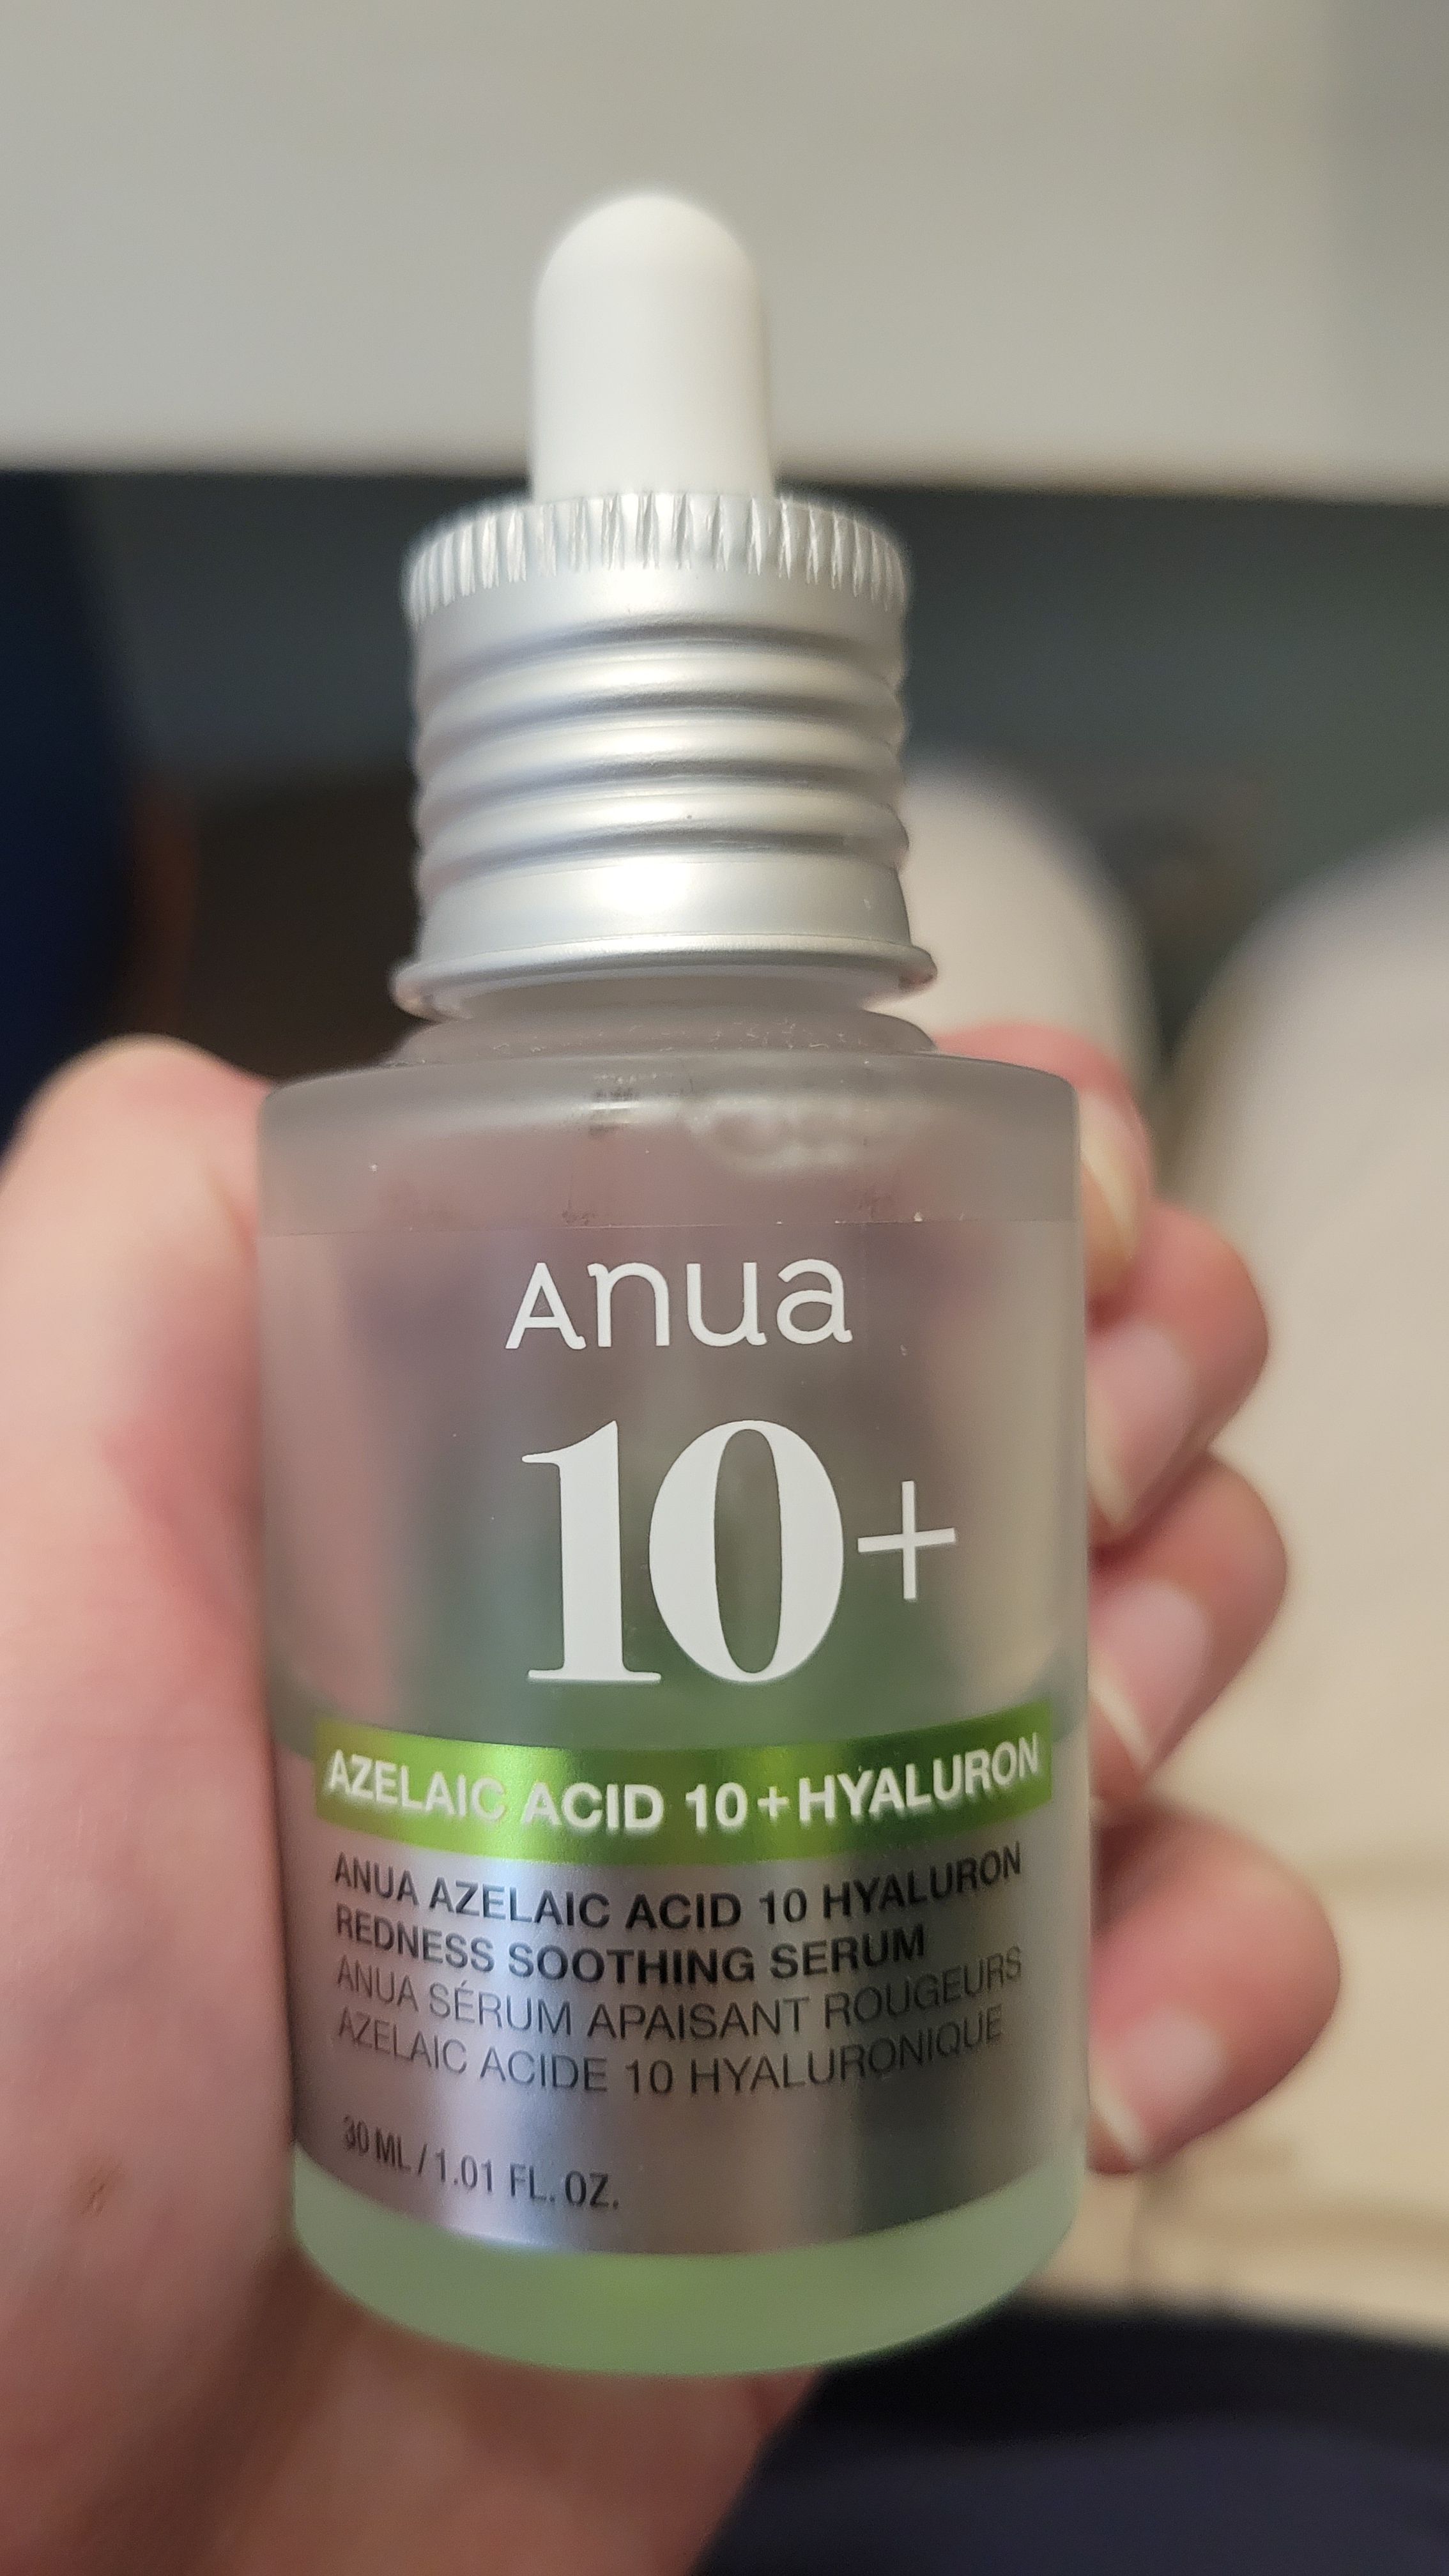 Anua
10+
AZELAIC ACID 10+HYALURON
ANUA AZELAIC ACID 10 HYALURON
REDNESS SOOTHING SERUM
ANUA SÉRUM APAISANT ROUGEURS
AZELAIC ACIDE 10 HYALURONIQUE
30 ML / 1.01 FL. OZ.